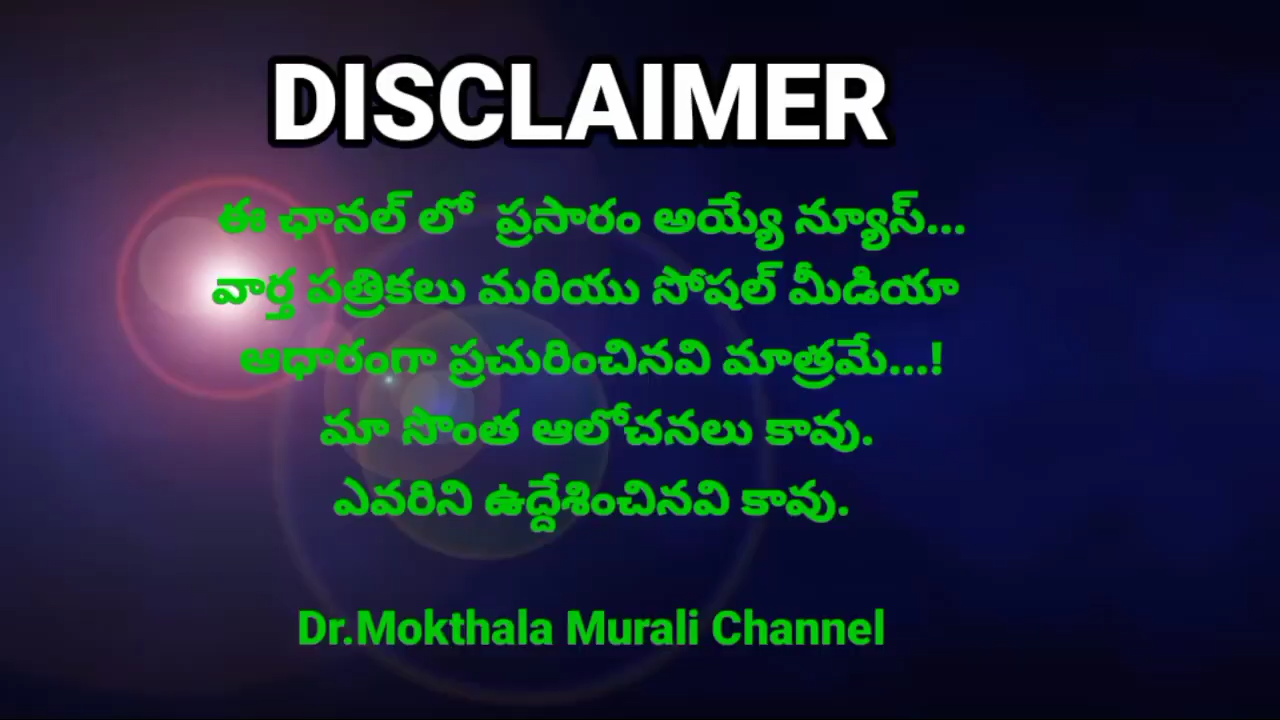 DISCLAIMER
ఈ ఛానల్ లో ప్రసారం అయ్యే న్యూస్...
వార్త పత్రికలు మరియు సోషల్ మీడియా
ఆధారంగా ప్రచురించినవి మాత్రమే...!
మా సొంత ఆలోచనలు కావు.
ఎవరిని ఉద్దేశించినవి కావు.
Dr.Mokthala Murali Channel